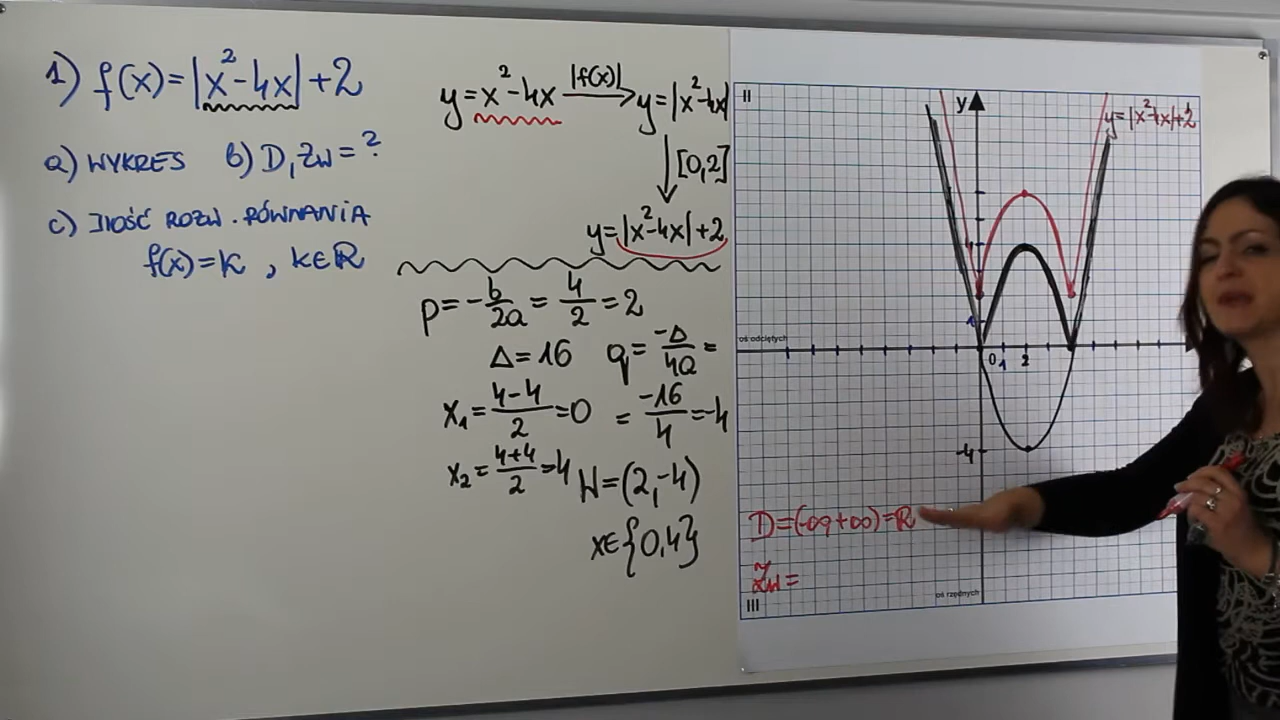 1) f(x)=|x²-4x|+2
a) WYKRES b) D, Zw=?
c) ILOŚĆ ROZW. RÓWNANIA
f(x)=k, k∈ℝ
y=x²-4x |f(x)|→ y=|x²-4x|
↓[0,2]
y=|x²-4x|+2
p=-b/2a=4/2=2
Δ=16 q=-Δ/4a=
x₁=(4-4)/2=0 =-16/4=-4
x₂=(4+4)/2=4 W=(2,-4)
x∈{0,4}
II
y
y=|x²-4x|+2
4
1
oś odciętych
0 1 2
-4
D=(-∞,+∞)=ℝ
Zw=
oś rzędnych
III